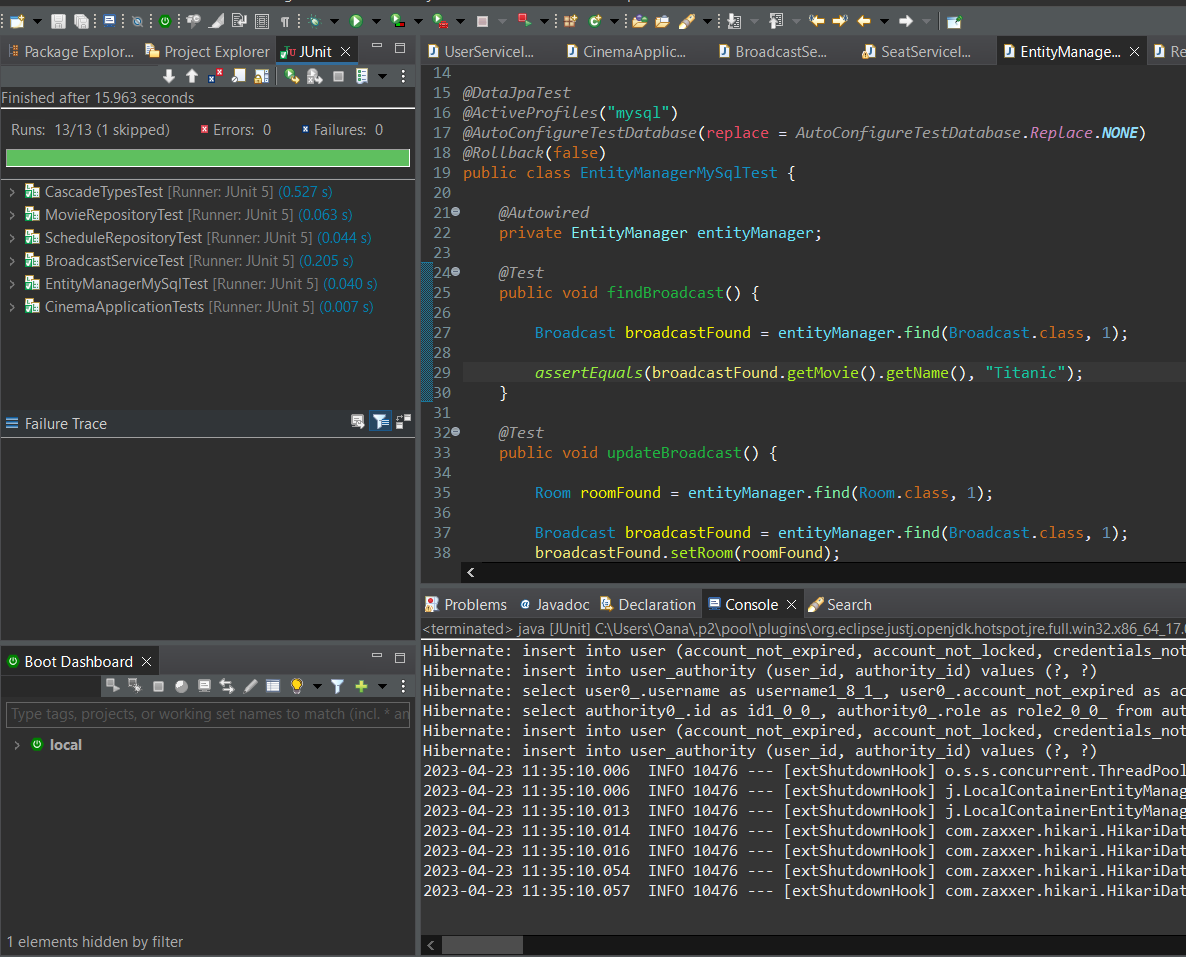 Package Explor...
Project Explorer
JUnit
Finished after 15.963 seconds
Runs: 13/13 (1 skipped)
Errors: 0
Failures: 0
CascadeTypesTest [Runner: JUnit 5] (0.527 s)
MovieRepositoryTest [Runner: JUnit 5] (0.063 s)
ScheduleRepositoryTest [Runner: JUnit 5] (0.044 s)
BroadcastServiceTest [Runner: JUnit 5] (0.205 s)
EntityManagerMySqlTest [Runner: JUnit 5] (0.040 s)
CinemaApplicationTests [Runner: JUnit 5] (0.007 s)
Failure Trace
Boot Dashboard
Type tags, projects, or working set names to match (incl. * an
local
1 elements hidden by filter
UserServiceI...
CinemaApplic...
BroadcastSe...
SeatServiceI...
EntityManage...
Re
14
15 @DataJpaTest
16 @ActiveProfiles("mysql")
17 @AutoConfigureTestDatabase(replace = AutoConfigureTestDatabase.Replace.NONE)
18 @Rollback(false)
19 public class EntityManagerMySqlTest {
20
21 @Autowired
22 private EntityManager entityManager;
23
24 @Test
25 public void findBroadcast() {
26
27 Broadcast broadcastFound = entityManager.find(Broadcast.class, 1);
28
29 assertEquals(broadcastFound.getMovie().getName(), "Titanic");
30 }
31
32 @Test
33 public void updateBroadcast() {
34
35 Room roomFound = entityManager.find(Room.class, 1);
36
37 Broadcast broadcastFound = entityManager.find(Broadcast.class, 1);
38 broadcastFound.setRoom(roomFound);
Problems
Javadoc
Declaration
Console
Search
<terminated> java [JUnit] C:\Users\Oana\.p2\pool\plugins\org.eclipse.justj.openjdk.hotspot.jre.full.win32.x86_64_17.0
Hibernate: insert into user (account_not_expired, account_not_locked, credentials_not
Hibernate: insert into user_authority (user_id, authority_id) values (?, ?)
Hibernate: select user0_.username as username1_8_1_, user0_.account_not_expired as ac
Hibernate: select authority0_.id as id1_0_0_, authority0_.role as role2_0_0_ from aut
Hibernate: insert into user (account_not_expired, account_not_locked, credentials_not
Hibernate: insert into user_authority (user_id, authority_id) values (?, ?)
2023-04-23 11:35:10.006 INFO 10476 --- [extShutdownHook] o.s.s.concurrent.ThreadPool
2023-04-23 11:35:10.006 INFO 10476 --- [extShutdownHook] j.LocalContainerEntityManag
2023-04-23 11:35:10.013 INFO 10476 --- [extShutdownHook] j.LocalContainerEntityManag
2023-04-23 11:35:10.014 INFO 10476 --- [extShutdownHook] com.zaxxer.hikari.HikariDat
2023-04-23 11:35:10.016 INFO 10476 --- [extShutdownHook] com.zaxxer.hikari.HikariDat
2023-04-23 11:35:10.054 INFO 10476 --- [extShutdownHook] com.zaxxer.hikari.HikariDat
2023-04-23 11:35:10.057 INFO 10476 --- [extShutdownHook] com.zaxxer.hikari.HikariDat